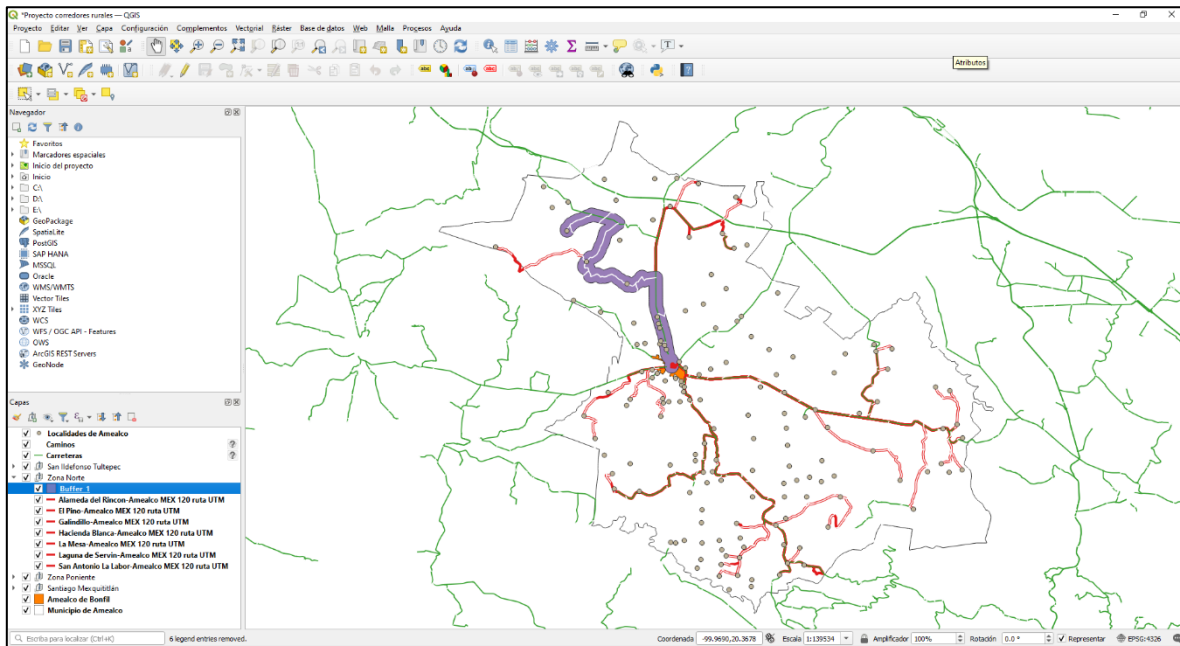 *Proyecto corredores rurales — QGIS
Proyecto Editar Ver Capa Configuración Complementos Vectorial Ráster Base de datos Web Malla Procesos Ayuda
Atributos
Navegador
Favoritos
Marcadores espaciales
Inicio del proyecto
Inicio
C:\
D:\
E:\
GeoPackage
SpatiaLite
PostGIS
SAP HANA
MSSQL
Oracle
WMS/WMTS
Vector Tiles
XYZ Tiles
WCS
WFS / OGC API - Features
OWS
ArcGIS REST Servers
GeoNode
Capas
Localidades de Amealco
Caminos
Carreteras
San Ildefonso Tultepec
Zona Norte
Buffer_1
Alameda del Rincon-Amealco MEX 120 ruta UTM
El Pino-Amealco MEX 120 ruta UTM
Galindillo-Amealco MEX 120 ruta UTM
Hacienda Blanca-Amealco MEX 120 ruta UTM
La Mesa-Amealco MEX 120 ruta UTM
Laguna de Servin-Amealco MEX 120 ruta UTM
San Antonio La Labor-Amealco MEX 120 ruta UTM
Zona Poniente
Santiago Mexquititlán
Amealco de Bonfil
Municipio de Amealco
Escriba para localizar (Ctrl+K) 6 legend entries removed. Coordenada -99.9690,20.3678 Escala 1:139534 Amplificador 100% Rotación 0.0 ° Representar EPSG:4326